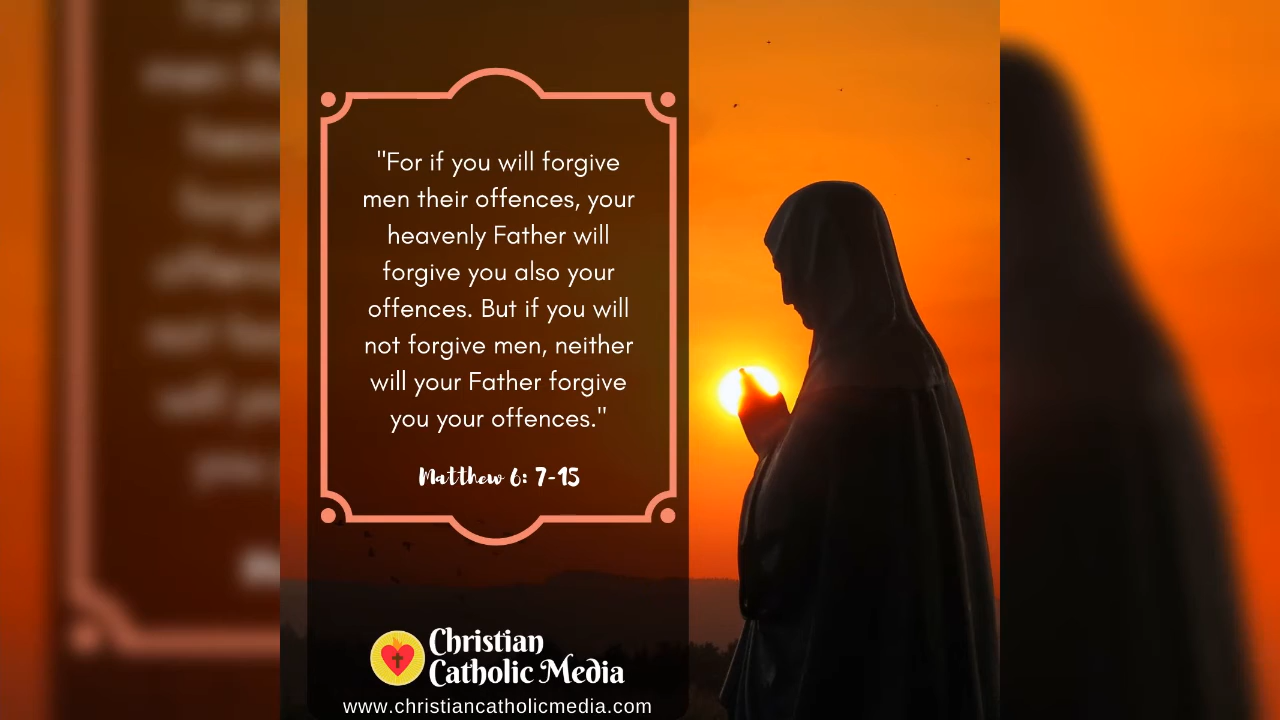 "For if you will forgive
men their offences, your
heavenly Father will
forgive you also your
offences. But if you will
not forgive men, neither
will your Father forgive
you your offences."
Matthew 6: 7-15
Christian
Catholic Media
www.christiancatholicmedia.com